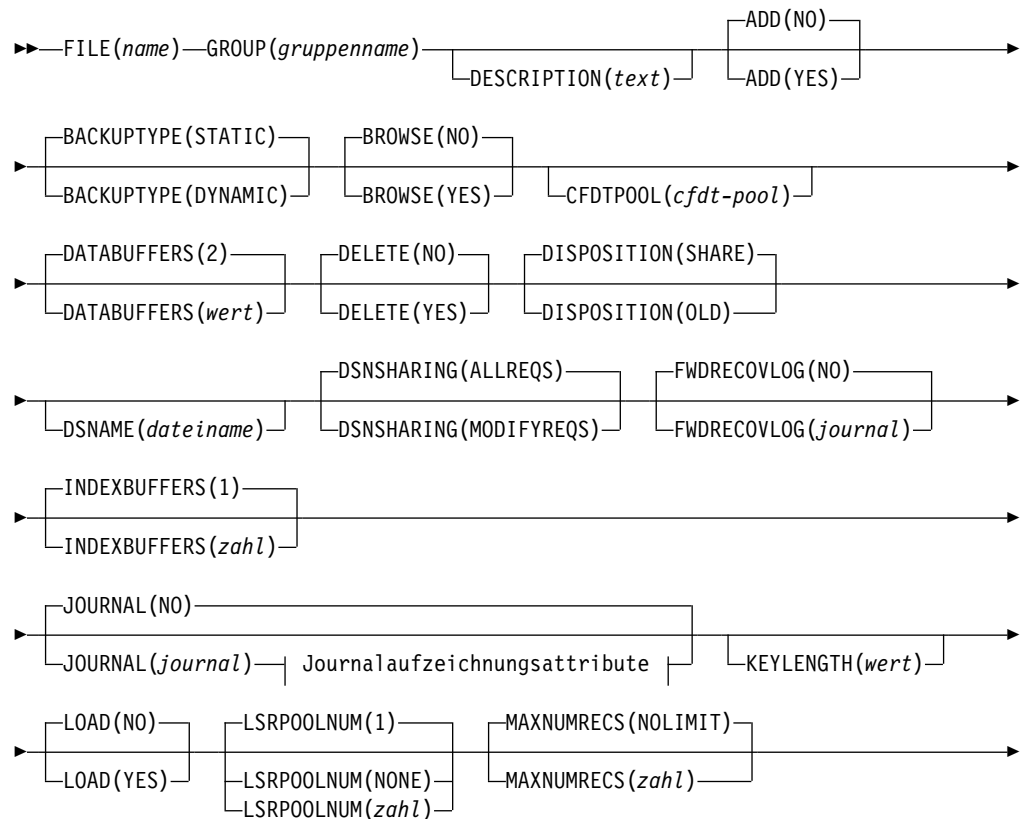 ADD(NO)
FILE(name) GROUP(gruppenname)
DESCRIPTION(text) ADD(YES)
BACKUPTYPE(STATIC) BROWSE(NO)
BACKUPTYPE(DYNAMIC) BROWSE(YES) CFDTPOOL(cfdt-pool)
DATABUFFERS(2) DELETE(NO) DISPOSITION(SHARE)
DATABUFFERS(wert) DELETE(YES) DISPOSITION(OLD)
DSNSHARING(ALLREQS) FWDRECOVLOG(NO)
DSNAME(dateiname) DSNSHARING(MODIFYREQS) FWDRECOVLOG(journal)
INDEXBUFFERS(1)
INDEXBUFFERS(zahl)
JOURNAL(NO)
JOURNAL(journal) Journalaufzeichnungsattribute KEYLENGTH(wert)
LOAD(NO) LSRPOOLNUM(1) MAXNUMRECS(NOLIMIT)
LOAD(YES) LSRPOOLNUM(NONE) MAXNUMRECS(zahl)
LSRPOOLNUM(zahl)